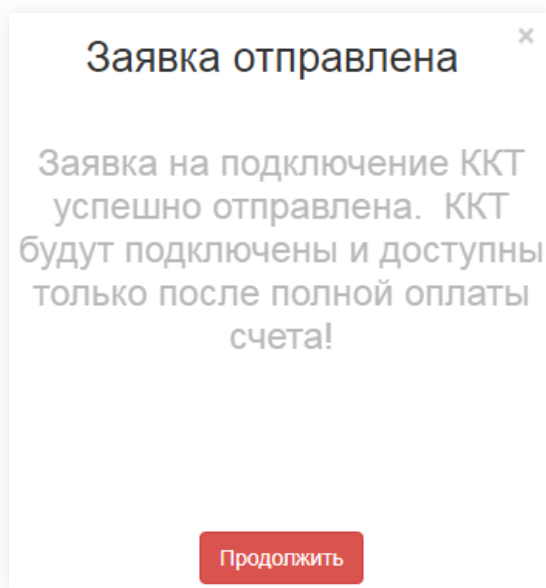 Заявка отправлена
×
Заявка на подключение ККТ
успешно отправлена.  ККТ
будут подключены и доступны
только после полной оплаты
счета!
Продолжить